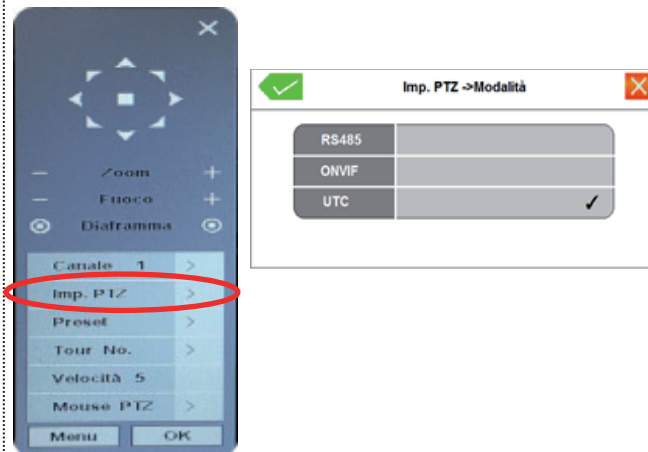 Zoom
Fuoco
Diaframma
Canale 1 >
Imp. PTZ >
Preset >
Tour No. >
Velocità 5
Mouse PTZ >
Menu OK
Imp. PTZ ->Modalità
RS485
ONVIF
UTC ✓